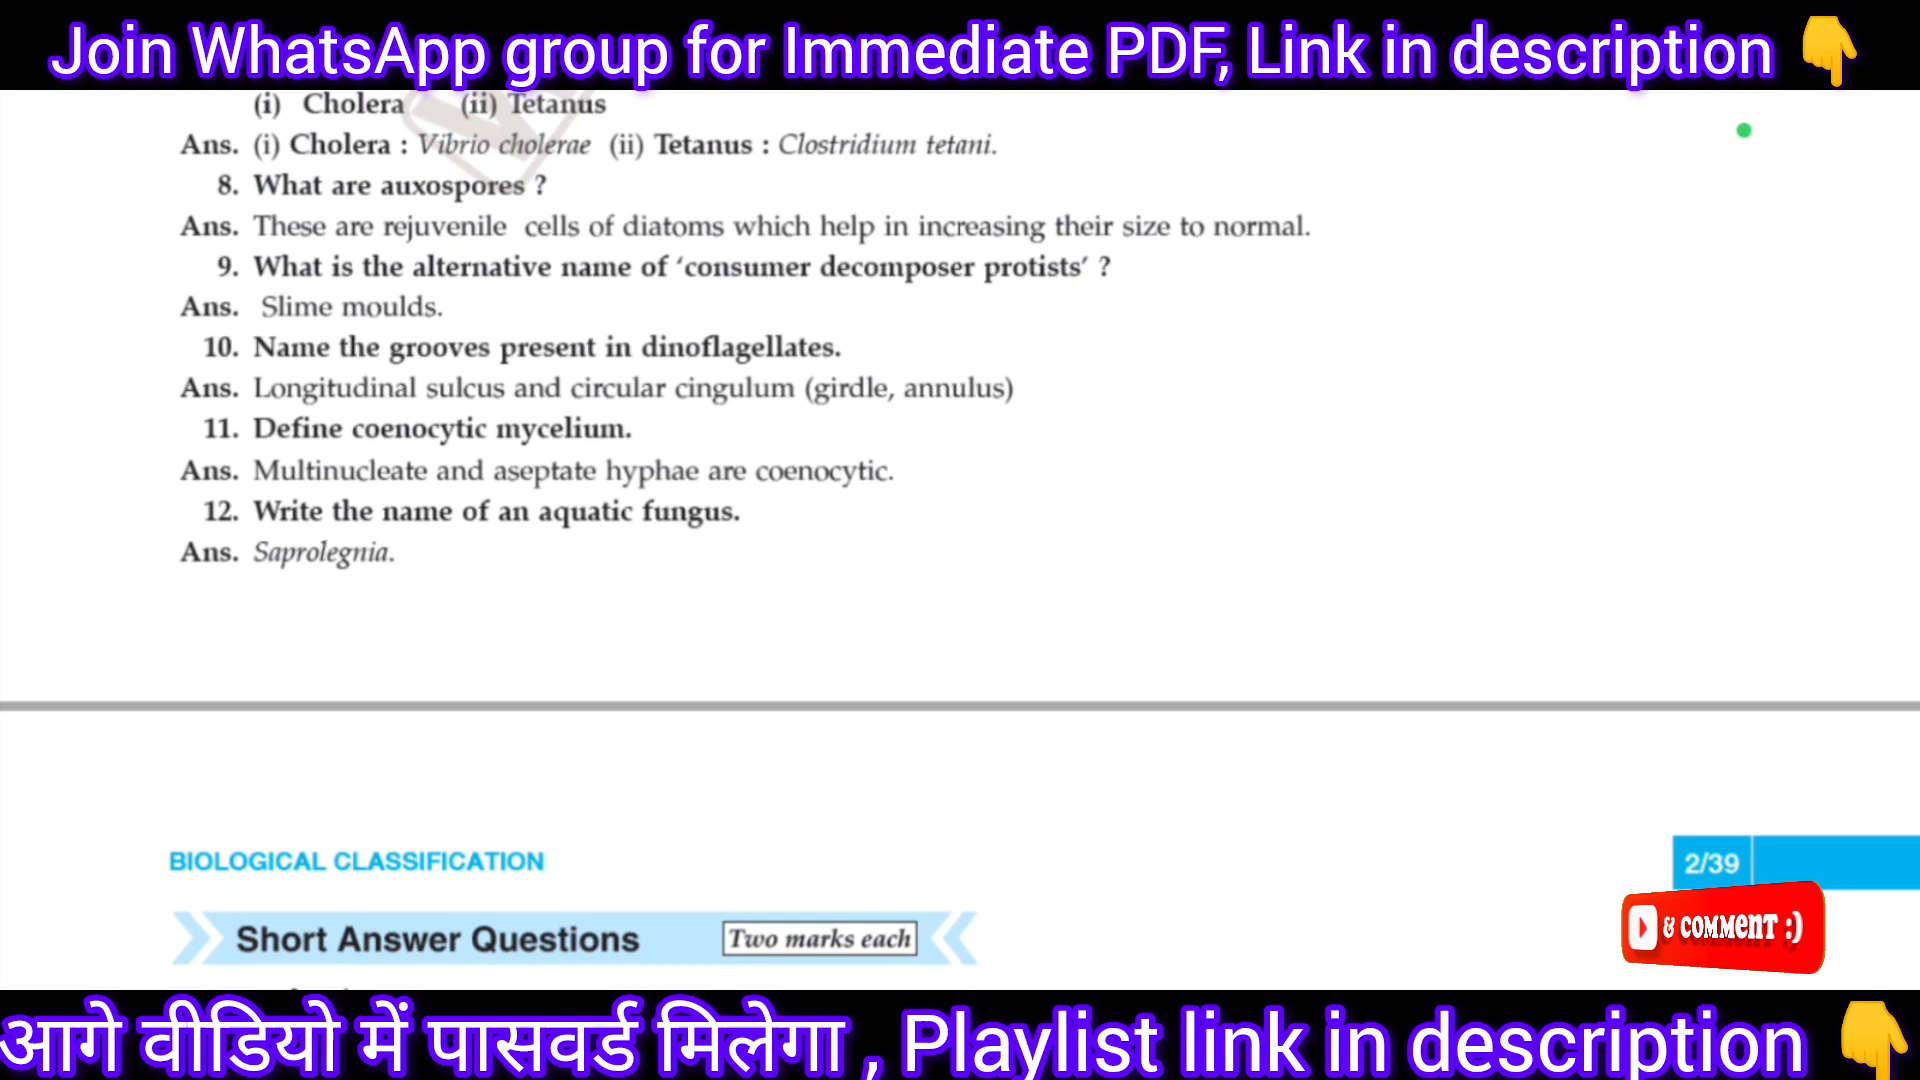 Join WhatsApp group for Immediate PDF, Link in description 👇
(i) Cholera (ii) Tetanus
Ans. (i) Cholera : Vibrio cholerae (ii) Tetanus : Clostridium tetani.
8. What are auxospores ?
Ans. These are rejuvenile cells of diatoms which help in increasing their size to normal.
9. What is the alternative name of ‘consumer decomposer protists’ ?
Ans. Slime moulds.
10. Name the grooves present in dinoflagellates.
Ans. Longitudinal sulcus and circular cingulum (girdle, annulus)
11. Define coenocytic mycelium.
Ans. Multinucleate and aseptate hyphae are coenocytic.
12. Write the name of an aquatic fungus.
Ans. Saprolegnia.
BIOLOGICAL CLASSIFICATION
2/39
Short Answer Questions
Two marks each
& COMMENT :)
आगे वीडियो में पासवर्ड मिलेगा , Playlist link in description 👇